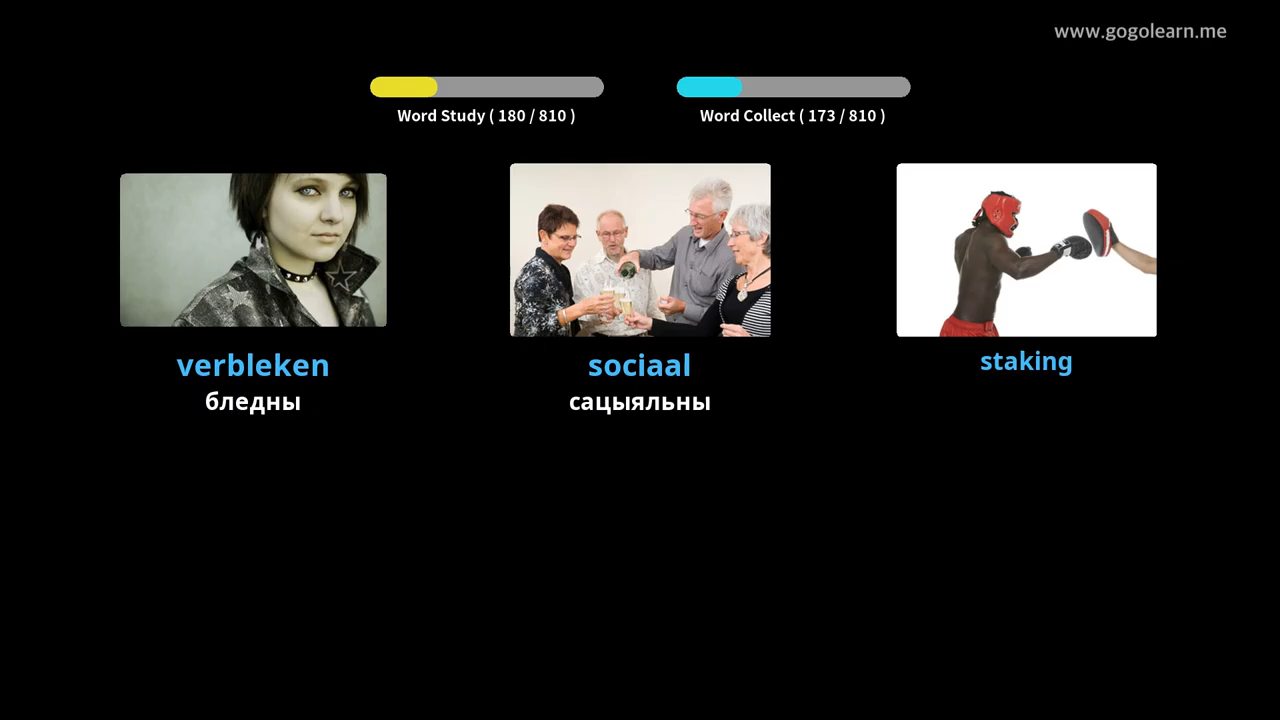 www.gogolearn.me
Word Study ( 180 / 810 )
Word Collect ( 173 / 810 )
verbleken
бледны
sociaal
сацыяльны
staking